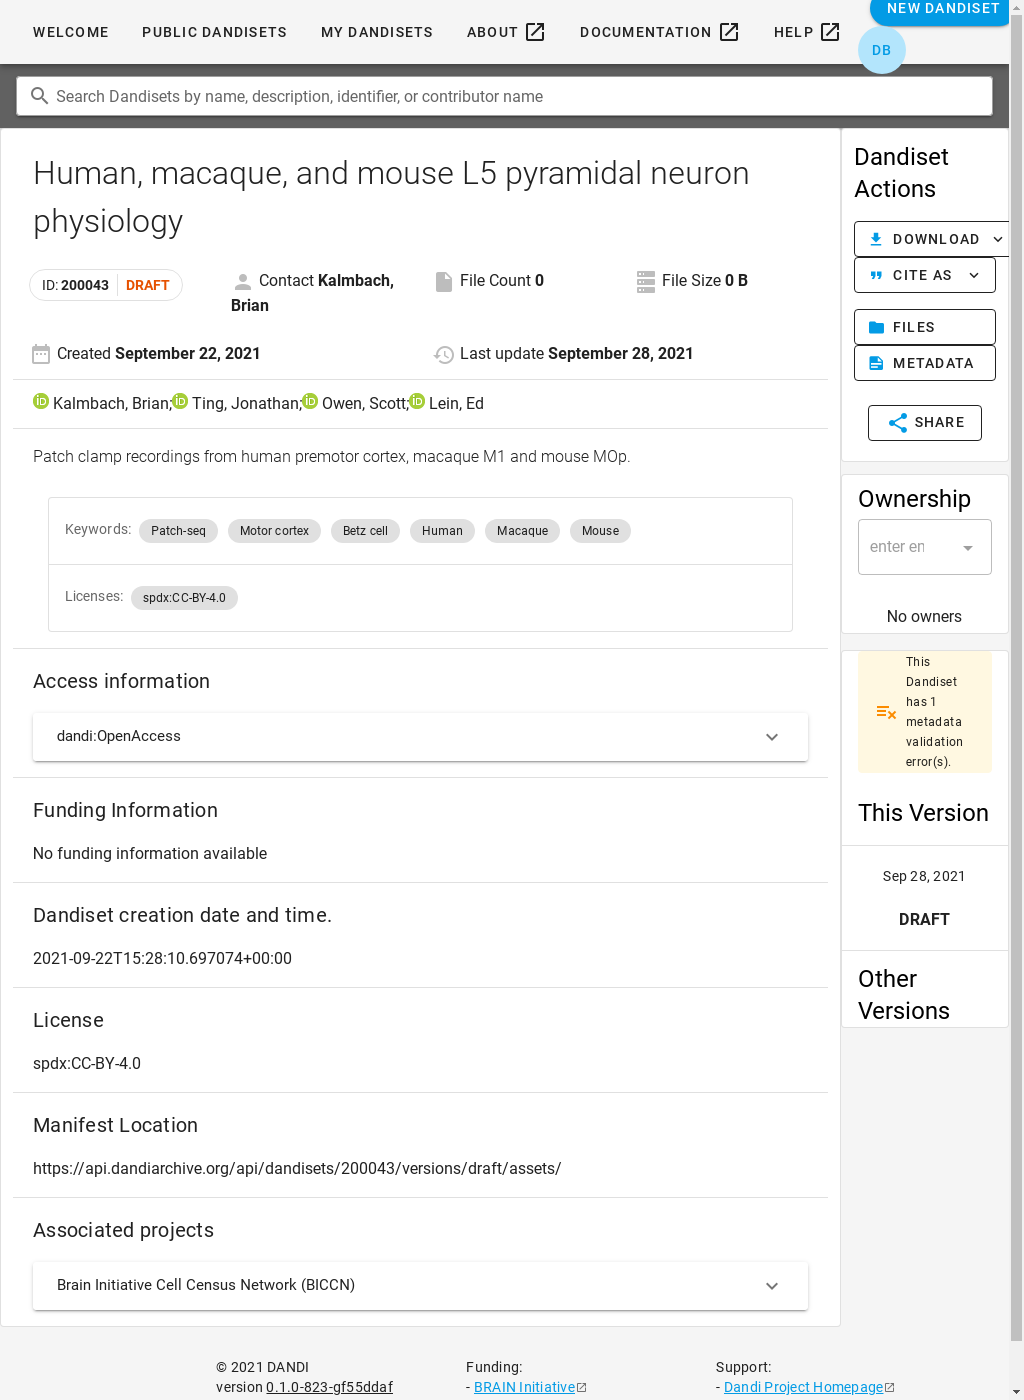 WELCOME PUBLIC DANDISETS MY DANDISETS ABOUT DOCUMENTATION HELP
NEW DANDISET
DB
Search Dandisets by name, description, identifier, or contributor name
Human, macaque, and mouse L5 pyramidal neuron
physiology
ID: 200043 DRAFT
Contact Kalmbach,
Brian
File Count 0
File Size 0 B
Created September 22, 2021
Last update September 28, 2021
iD Kalmbach, Brian; iD Ting, Jonathan; iD Owen, Scott; iD Lein, Ed
Patch clamp recordings from human premotor cortex, macaque M1 and mouse MOp.
Keywords: Patch-seq Motor cortex Betz cell Human Macaque Mouse
Licenses: spdx:CC-BY-4.0
Access information
dandi:OpenAccess
Funding Information
No funding information available
Dandiset creation date and time.
2021-09-22T15:28:10.697074+00:00
License
spdx:CC-BY-4.0
Manifest Location
https://api.dandiarchive.org/api/dandisets/200043/versions/draft/assets/
Associated projects
Brain Initiative Cell Census Network (BICCN)
Dandiset
Actions
DOWNLOAD
CITE AS
FILES
METADATA
SHARE
Ownership
enter en
No owners
This
Dandiset
has 1
metadata
validation
error(s).
This Version
Sep 28, 2021
DRAFT
Other
Versions
© 2021 DANDI
version 0.1.0-823-gf55ddaf
Funding:
- BRAIN Initiative
Support:
- Dandi Project Homepage